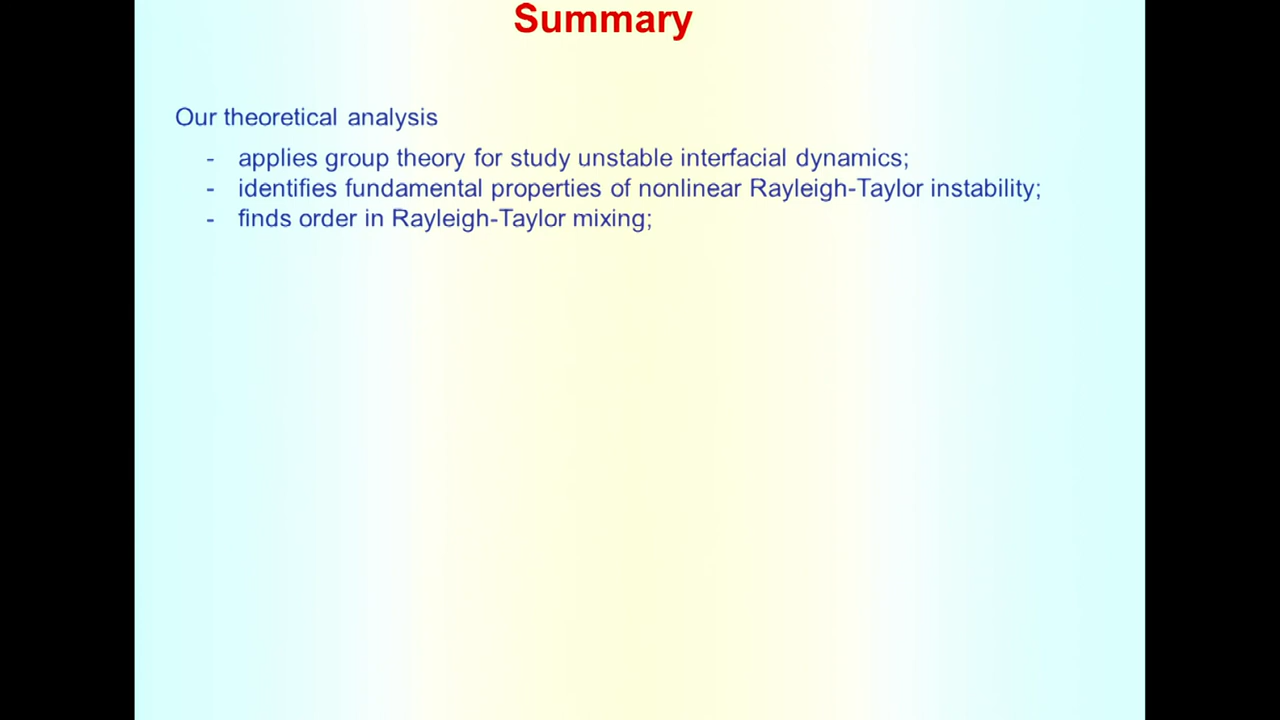 Summary
Our theoretical analysis
- applies group theory for study unstable interfacial dynamics;
- identifies fundamental properties of nonlinear Rayleigh-Taylor instability;
- finds order in Rayleigh-Taylor mixing;